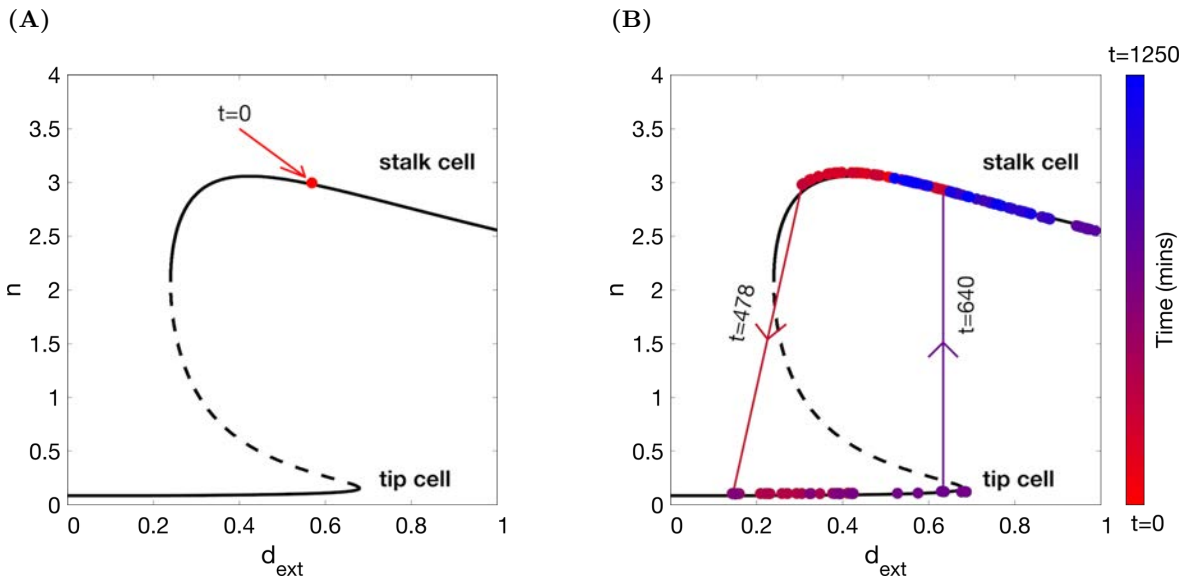 (A)
4
3.5
3
2.5
2
1.5
1
0.5
0
n
t=0
stalk cell
tip cell
0 0.2 0.4 0.6 0.8 1
d_ext
(B)
4
3.5
3
2.5
2
1.5
1
0.5
0
n
stalk cell
t=478
t=640
tip cell
0 0.2 0.4 0.6 0.8 1
d_ext
t=1250
Time (mins)
t=0